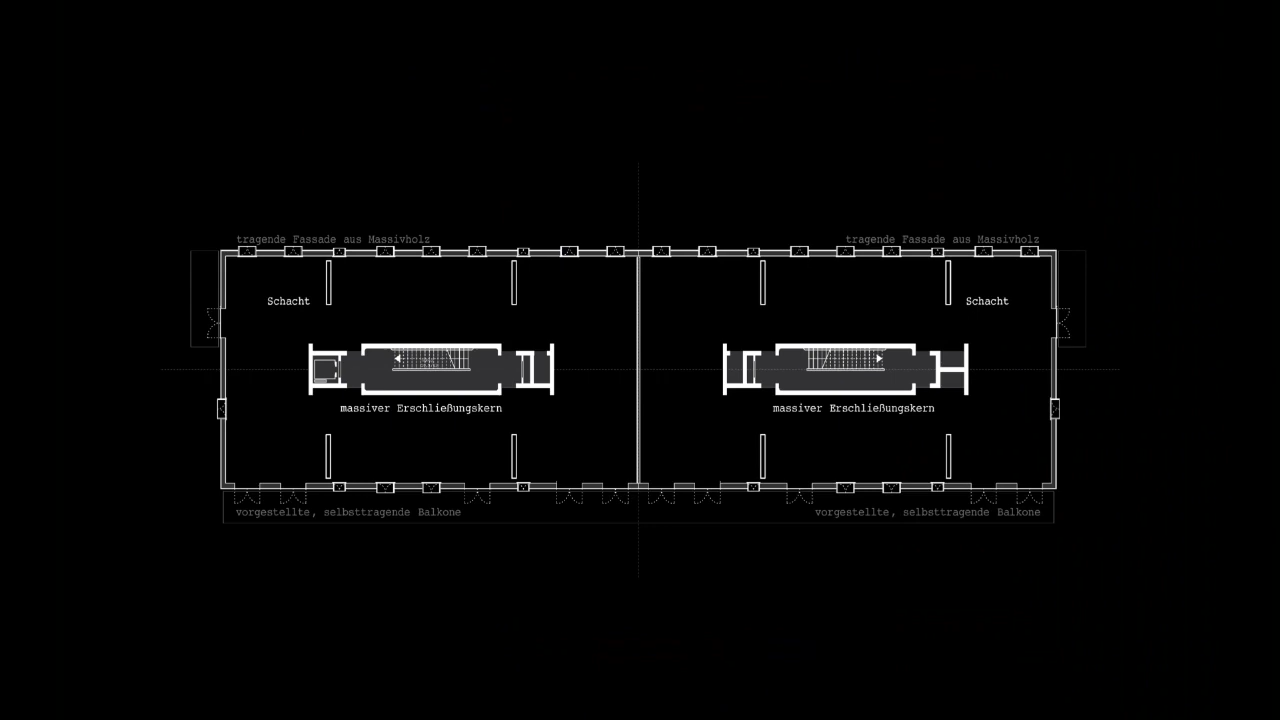 tragende Fassade aus Massivholz
tragende Fassade aus Massivholz
Schacht
Schacht
massiver Erschließungskern
massiver Erschließungskern
vorgestellte, selbsttragende Balkone
vorgestellte, selbsttragende Balkone